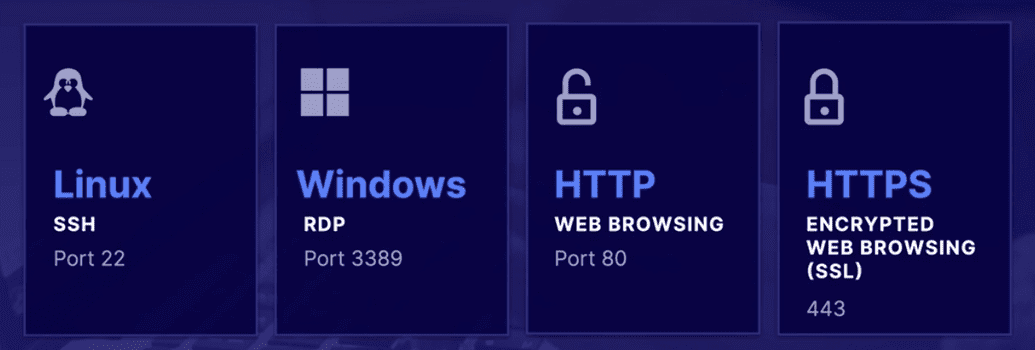 Linux
SSH
Port 22
Windows
RDP
Port 3389
HTTP
WEB BROWSING
Port 80
HTTPS
ENCRYPTED
WEB BROWSING
(SSL)
443